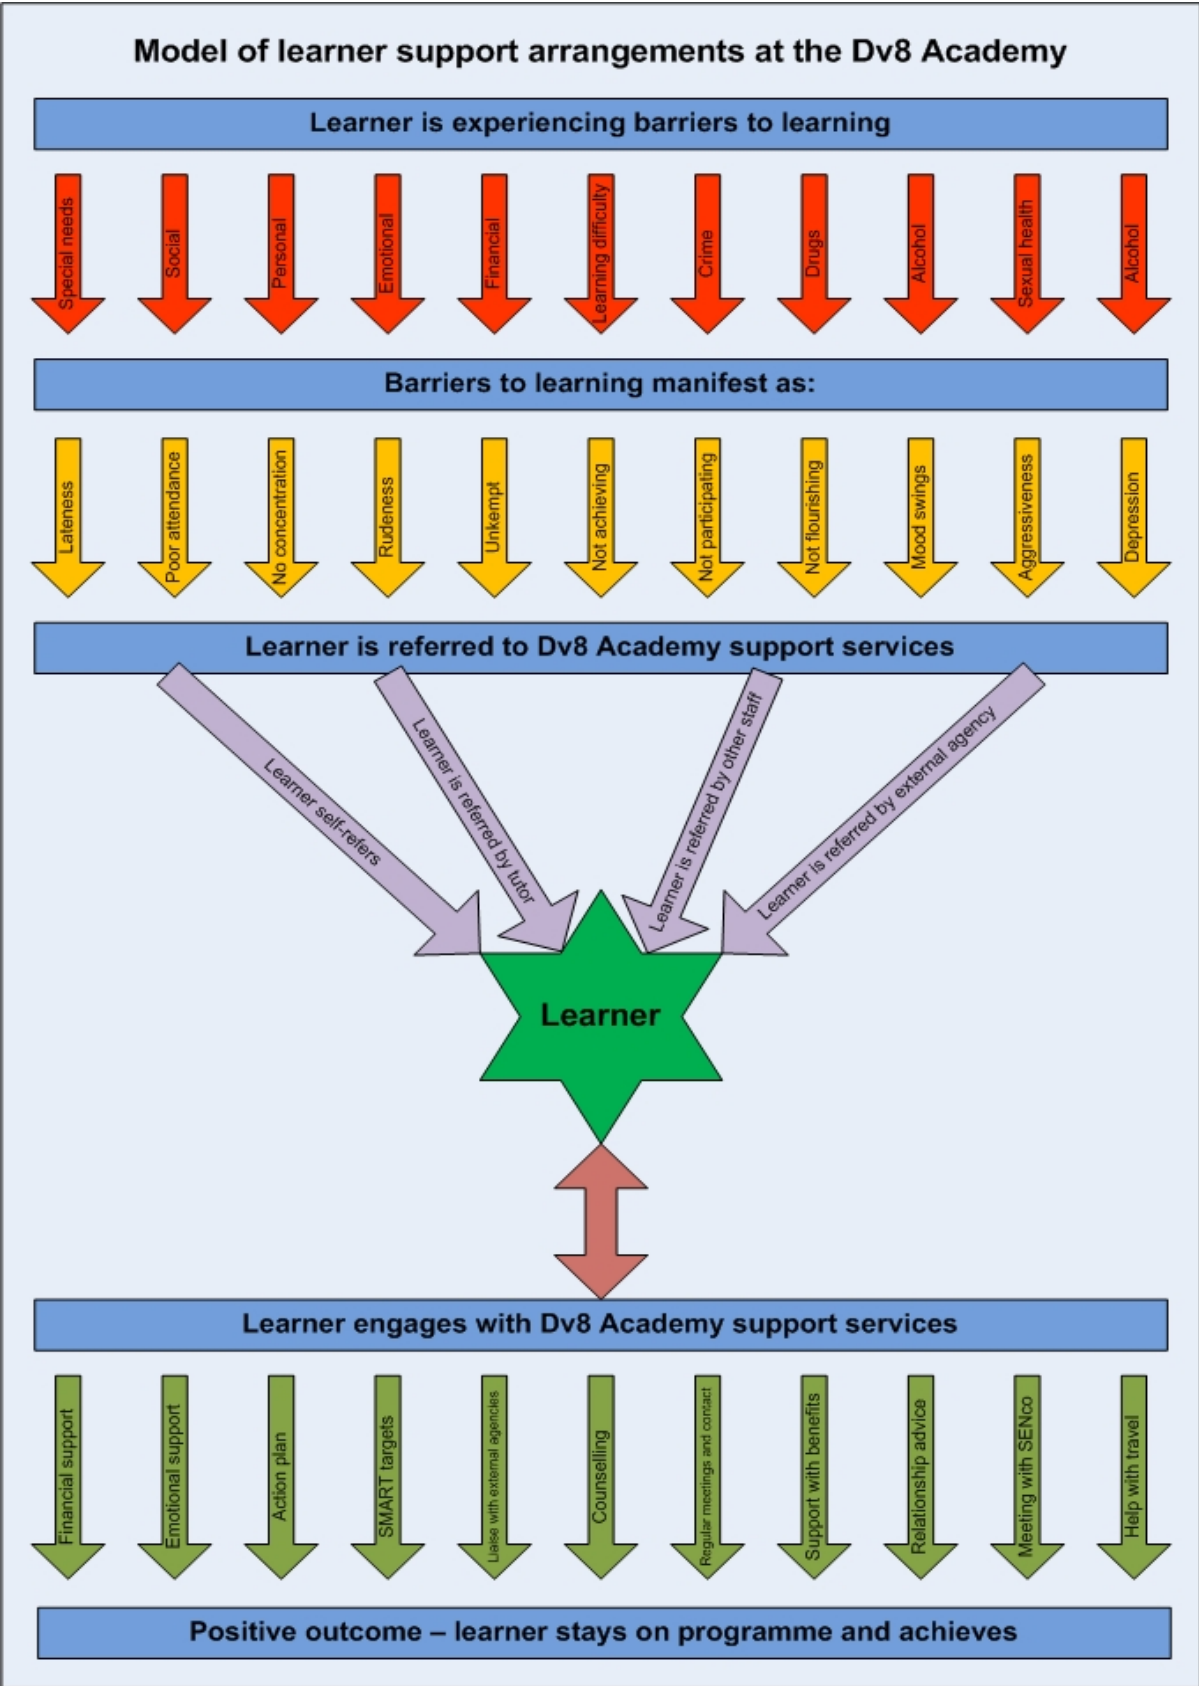 Model of learner support arrangements at the Dv8 Academy
Learner is experiencing barriers to learning
Special needs
Social
Personal
Emotional
Financial
Learning difficulty
Crime
Drugs
Alcohol
Sexual health
Alcohol
Barriers to learning manifest as:
Lateness
Poor attendance
No concentration
Rudeness
Unkempt
Not achieving
Not participating
Not flourishing
Mood swings
Aggressiveness
Depression
Learner is referred to Dv8 Academy support services
Learner self-refers
Learner is referred by tutor
Learner is referred by other staff
Learner is referred by external agency
Learner
Learner engages with Dv8 Academy support services
Financial support
Emotional support
Action plan
SMART targets
Liaise with external agencies
Counselling
Regular meetings and contact
Support with benefits
Relationship advice
Meeting with SENco
Help with travel
Positive outcome – learner stays on programme and achieves